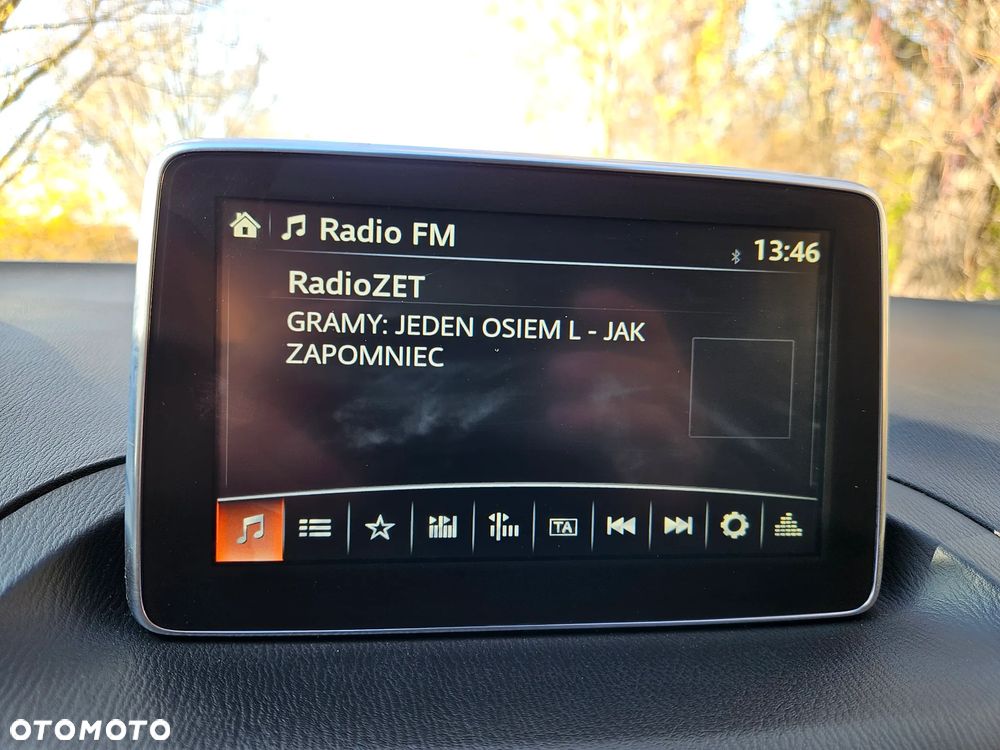 Radio FM
13:46
RadioZET
GRAMY: JEDEN OSIEM L - JAK
ZAPOMNIEC
TA
OTOMOTO